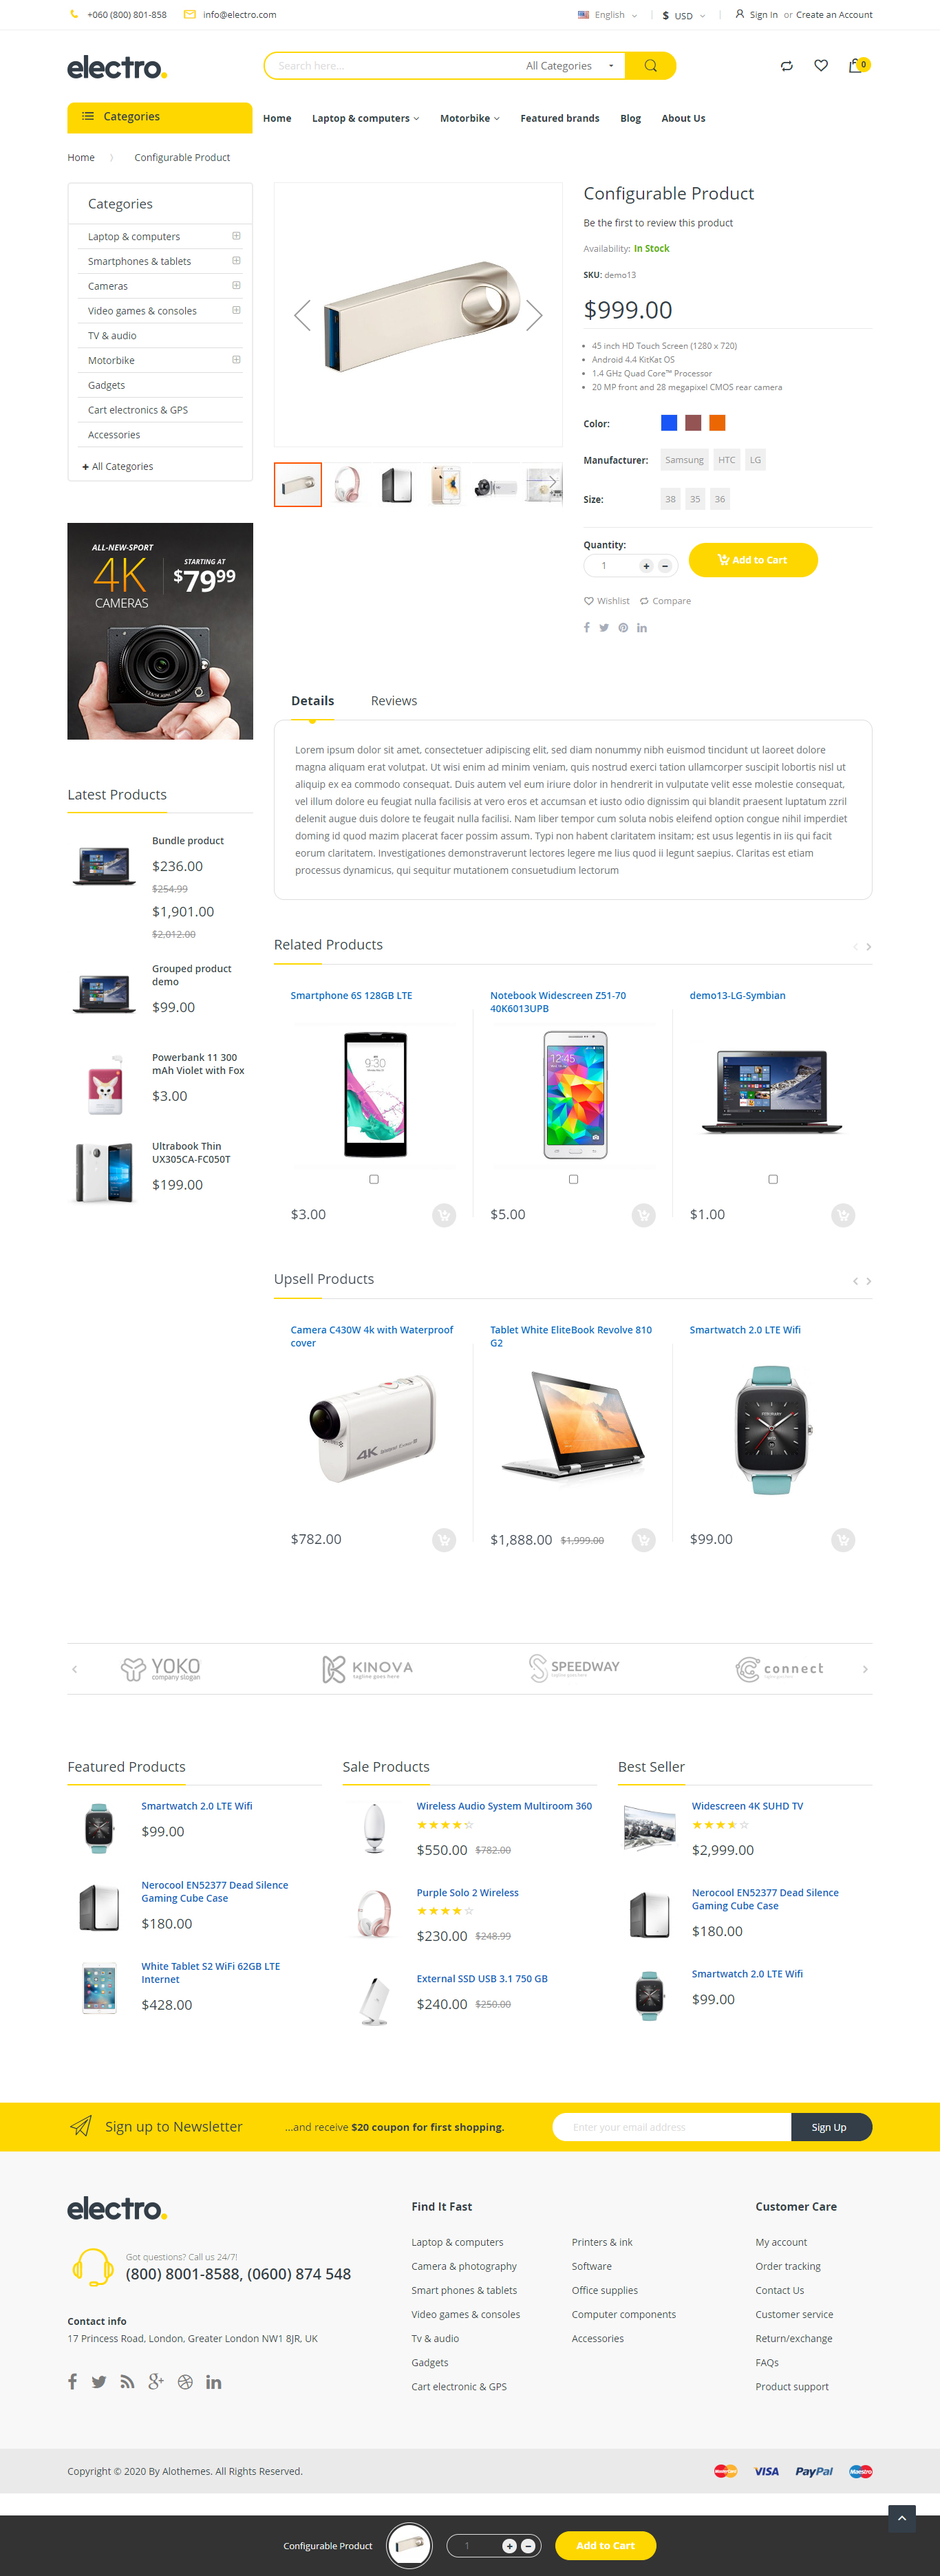 +060 (800) 801-858 info@electro.com English $ USD Sign In or Create an Account
electro.
Search here... All Categories
0
Categories Home Laptop & computers Motorbike Featured brands Blog About Us
Home Configurable Product
Categories
Laptop & computers
Smartphones & tablets
Cameras
Video games & consoles
TV & audio
Motorbike
Gadgets
Cart electronics & GPS
Accessories
+ All Categories
Configurable Product
Be the first to review this product
Availability: In Stock
SKU: demo13
$999.00
45 inch HD Touch Screen (1280 x 720)
Android 4.4 KitKat OS
1.4 GHz Quad Core™ Processor
20 MP front and 28 megapixel CMOS rear camera
Color:
Manufacturer: Samsung HTC LG
Size: 38 35 36
Quantity:
1 Add to Cart
Wishlist Compare
ALL-NEW-SPORT
4K
CAMERAS
STARTING AT
$79 99
Latest Products
Bundle product
$236.00
$254.99
$1,901.00
$2,012.00
Grouped product
demo
$99.00
Powerbank 11 300
mAh Violet with Fox
$3.00
Ultrabook Thin
UX305CA-FC050T
$199.00
Details Reviews
Lorem ipsum dolor sit amet, consectetuer adipiscing elit, sed diam nonummy nibh euismod tincidunt ut laoreet dolore
magna aliquam erat volutpat. Ut wisi enim ad minim veniam, quis nostrud exerci tation ullamcorper suscipit lobortis nisl ut
aliquip ex ea commodo consequat. Duis autem vel eum iriure dolor in hendrerit in vulputate velit esse molestie consequat,
vel illum dolore eu feugiat nulla facilisis at vero eros et accumsan et iusto odio dignissim qui blandit praesent luptatum zzril
delenit augue duis dolore te feugait nulla facilisi. Nam liber tempor cum soluta nobis eleifend option congue nihil imperdiet
doming id quod mazim placerat facer possim assum. Typi non habent claritatem insitam; est usus legentis in iis qui facit
eorum claritatem. Investigationes demonstraverunt lectores legere me lius quod ii legunt saepius. Claritas est etiam
processus dynamicus, qui sequitur mutationem consuetudium lectorum
Related Products
Smartphone 6S 128GB LTE
9:30
$3.00
Notebook Widescreen Z51-70
40K6013UPB
12:45
$5.00
demo13-LG-Symbian
$1.00
Upsell Products
Camera C430W 4k with Waterproof
cover
4K
$782.00
Tablet White EliteBook Revolve 810
G2
$1,888.00 $1,999.00
Smartwatch 2.0 LTE Wifi
$99.00
YOKO
company slogan
KINOVA
tagline goes here
SPEEDWAY
connect
Featured Products
Smartwatch 2.0 LTE Wifi
$99.00
Nerocool EN52377 Dead Silence
Gaming Cube Case
$180.00
White Tablet S2 WiFi 62GB LTE
Internet
$428.00
Sale Products
Wireless Audio System Multiroom 360
$550.00 $782.00
Purple Solo 2 Wireless
$230.00 $248.99
External SSD USB 3.1 750 GB
$240.00 $250.00
Best Seller
Widescreen 4K SUHD TV
$2,999.00
Nerocool EN52377 Dead Silence
Gaming Cube Case
$180.00
Smartwatch 2.0 LTE Wifi
$99.00
Sign up to Newsletter ...and receive $20 coupon for first shopping. Enter your email address Sign Up
electro.
Got questions? Call us 24/7!
(800) 8001-8588, (0600) 874 548
Contact info
17 Princess Road, London, Greater London NW1 8JR, UK
Find It Fast
Laptop & computers
Camera & photography
Smart phones & tablets
Video games & consoles
Tv & audio
Gadgets
Cart electronic & GPS
Printers & ink
Software
Office supplies
Computer components
Accessories
Customer Care
My account
Order tracking
Contact Us
Customer service
Return/exchange
FAQs
Product support
Copyright © 2020 By Alothemes. All Rights Reserved. MasterCard VISA PayPal Maestro
Configurable Product 1 Add to Cart